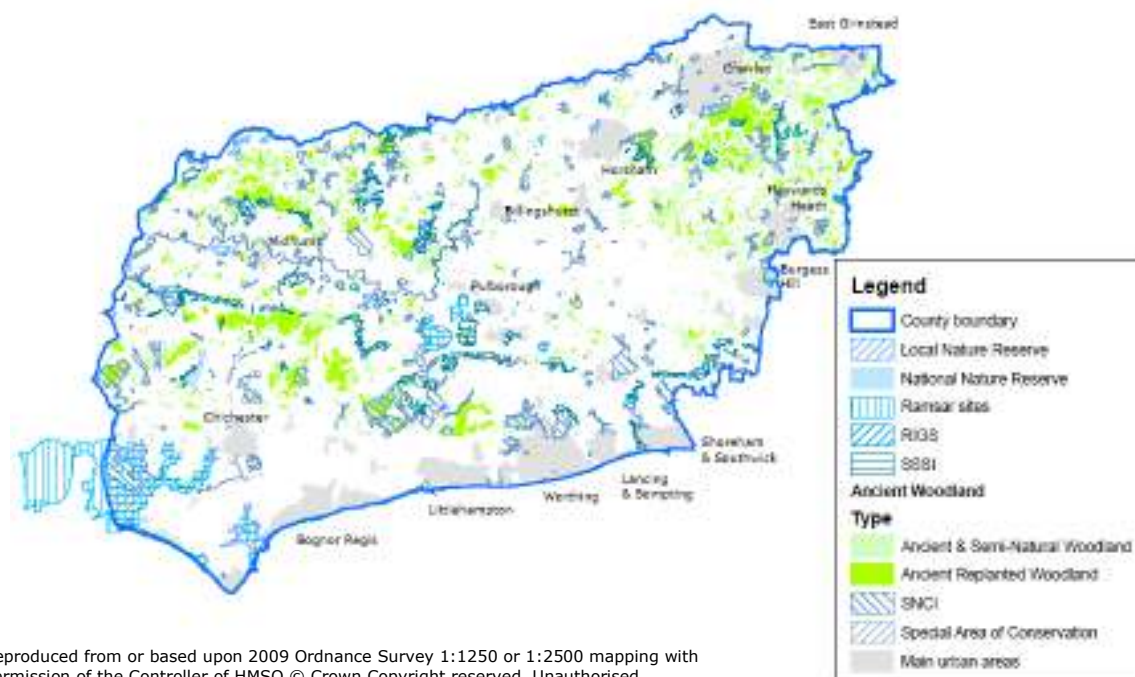 East Grinstead
Crawley
Horsham
Haywards
Heath
Billingshurst
Midhurst
Burgess
Hill
Pulborough
Chichester
Shoreham
& Southwick
Lancing
& Sompting
Worthing
Littlehampton
Bognor Regis
Legend
County boundary
Local Nature Reserve
National Nature Reserve
Ramsar sites
RIGS
SSSI
Ancient Woodland
Type
Ancient & Semi-Natural Woodland
Ancient Replanted Woodland
SNCI
Special Area of Conservation
Main urban areas
eproduced from or based upon 2009 Ordnance Survey 1:1250 or 1:2500 mapping with
ermission of the Controller of HMSO © Crown Copyright reserved. Unauthorised